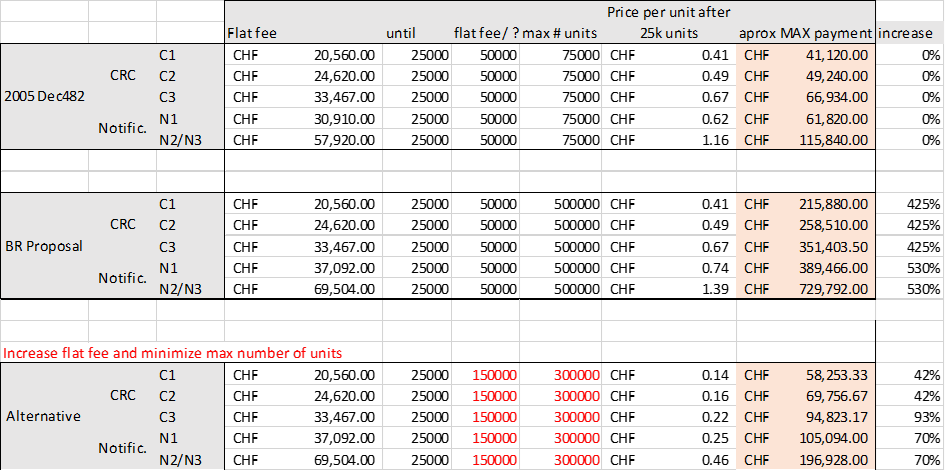 Price per unit after
Flat fee until flat fee/ ? max # units 25k units aprox MAX payment increase
C1 CHF 20,560.00 25000 50000 75000 CHF 0.41 CHF 41,120.00 0%
CRC C2 CHF 24,620.00 25000 50000 75000 CHF 0.49 CHF 49,240.00 0%
2005 Dec482 C3 CHF 33,467.00 25000 50000 75000 CHF 0.67 CHF 66,934.00 0%
Notific. N1 CHF 30,910.00 25000 50000 75000 CHF 0.62 CHF 61,820.00 0%
N2/N3 CHF 57,920.00 25000 50000 75000 CHF 1.16 CHF 115,840.00 0%
C1 CHF 20,560.00 25000 50000 500000 CHF 0.41 CHF 215,880.00 425%
CRC C2 CHF 24,620.00 25000 50000 500000 CHF 0.49 CHF 258,510.00 425%
BR Proposal C3 CHF 33,467.00 25000 50000 500000 CHF 0.67 CHF 351,403.50 425%
Notific. N1 CHF 37,092.00 25000 50000 500000 CHF 0.74 CHF 389,466.00 530%
N2/N3 CHF 69,504.00 25000 50000 500000 CHF 1.39 CHF 729,792.00 530%
Increase flat fee and minimize max number of units
C1 CHF 20,560.00 25000 150000 300000 CHF 0.14 CHF 58,253.33 42%
CRC C2 CHF 24,620.00 25000 150000 300000 CHF 0.16 CHF 69,756.67 42%
Alternative C3 CHF 33,467.00 25000 150000 300000 CHF 0.22 CHF 94,823.17 93%
Notific. N1 CHF 37,092.00 25000 150000 300000 CHF 0.25 CHF 105,094.00 70%
N2/N3 CHF 69,504.00 25000 150000 300000 CHF 0.46 CHF 196,928.00 70%